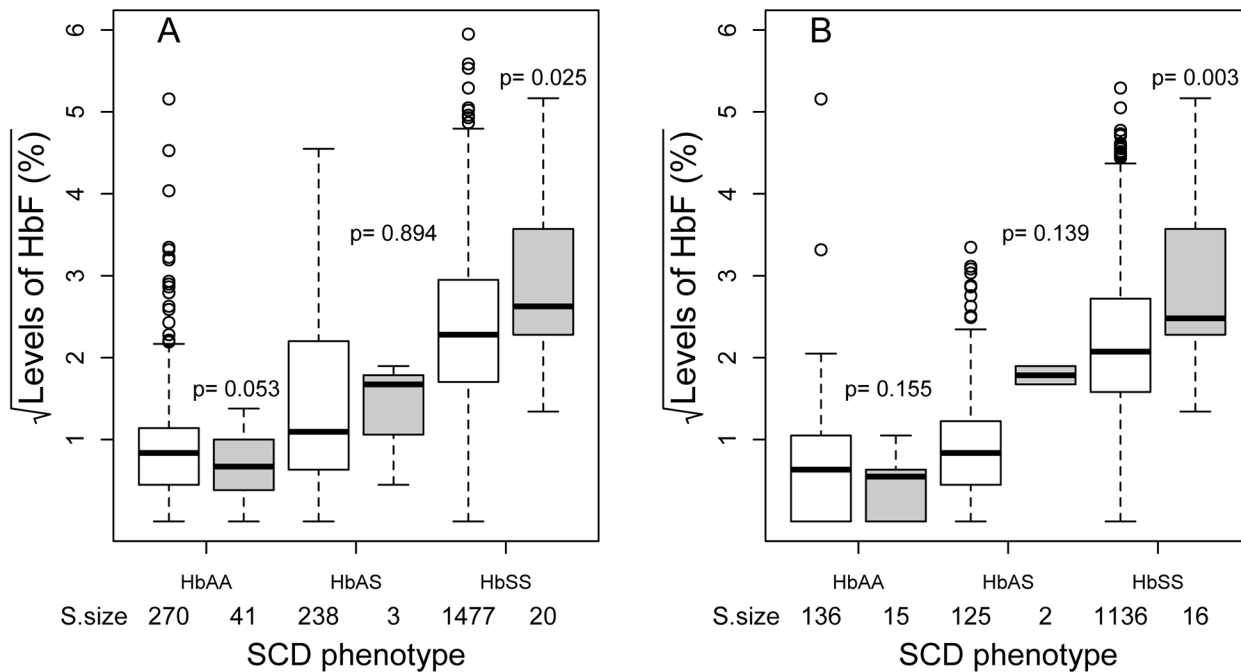 A
√Levels of HbF (%)
6
5
4
3
2
1
p= 0.053
p= 0.894
p= 0.025
HbAA HbAS HbSS
S.size 270 41 238 3 1477 20
SCD phenotype
B
√Levels of HbF (%)
6
5
4
3
2
1
p= 0.155
p= 0.139
p= 0.003
HbAA HbAS HbSS
S.size 136 15 125 2 1136 16
SCD phenotype